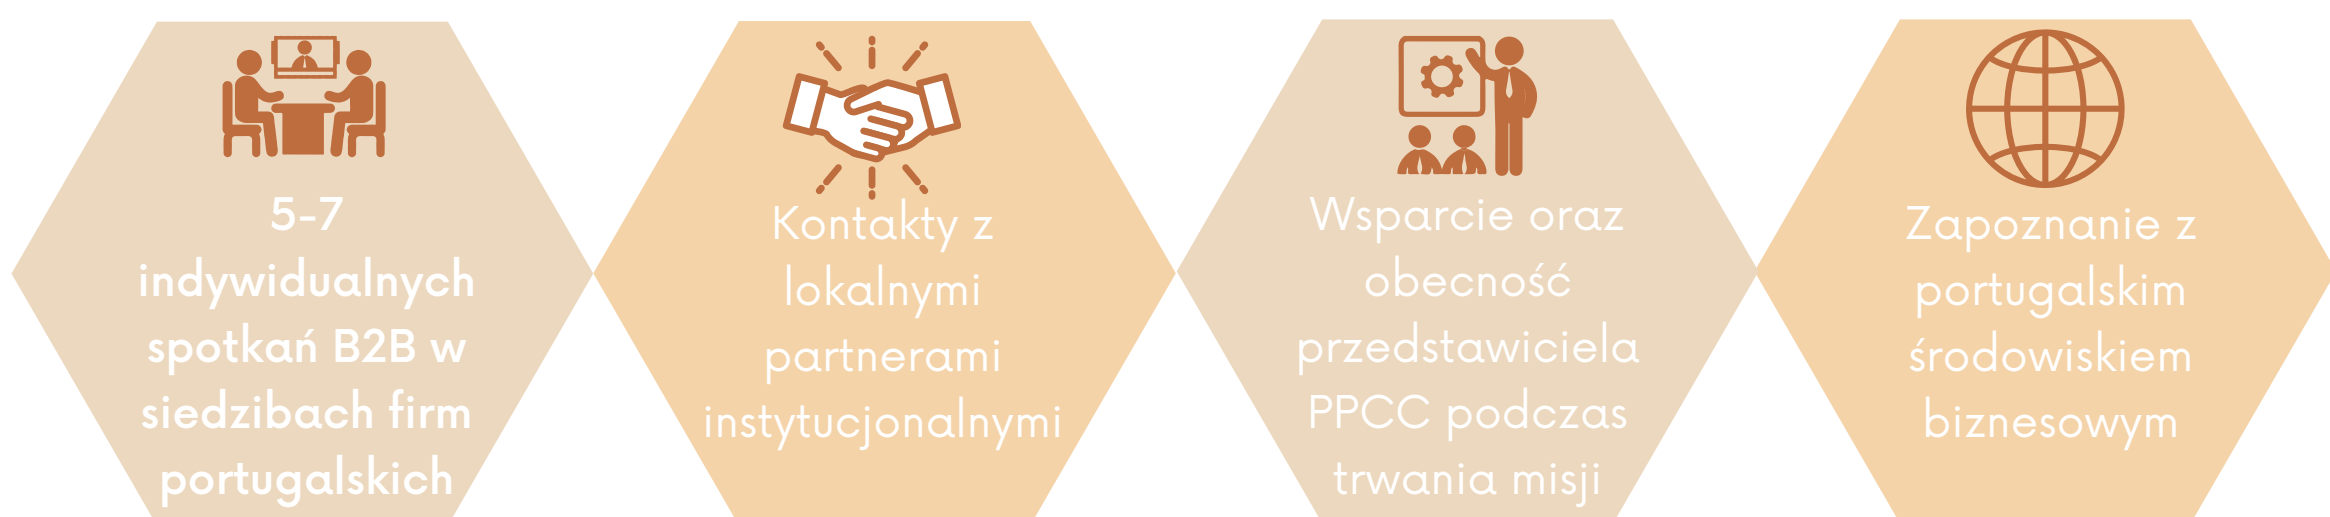 5-7
indywidualnych
spotkań B2B w
siedzibach firm
portugalskich
Kontakty z
lokalnymi
partnerami
instytucjonalnymi
Wsparcie oraz
obecność
przedstawiciela
PPCC podczas
trwania misji
Zapoznanie z
portugalskim
środowiskiem
biznesowym